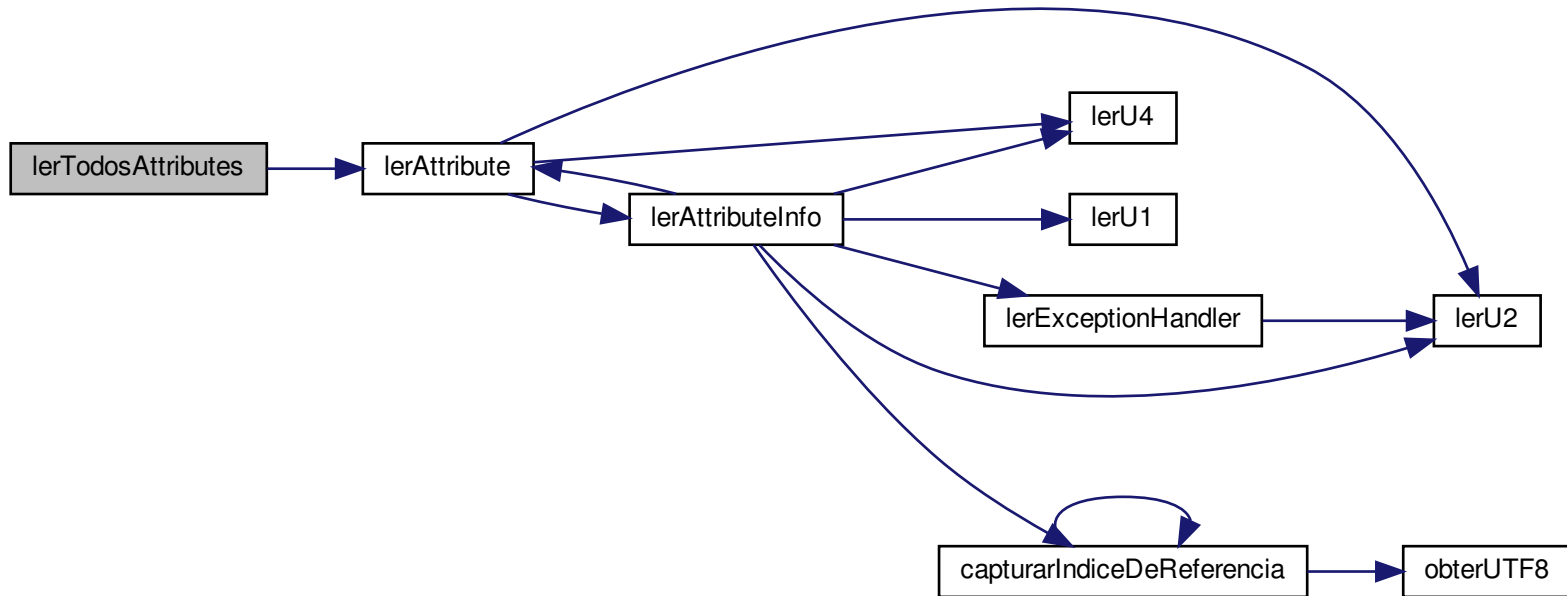 lerTodosAttributes
lerAttribute
lerAttributeInfo
lerU4
lerU1
lerExceptionHandler
lerU2
capturarIndiceDeReferencia
obterUTF8